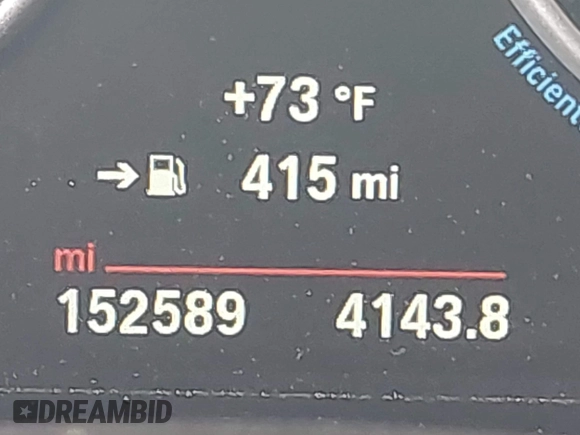 Efficient
+73 °F
415 mi
mi
152589 4143.8
DREAMBID